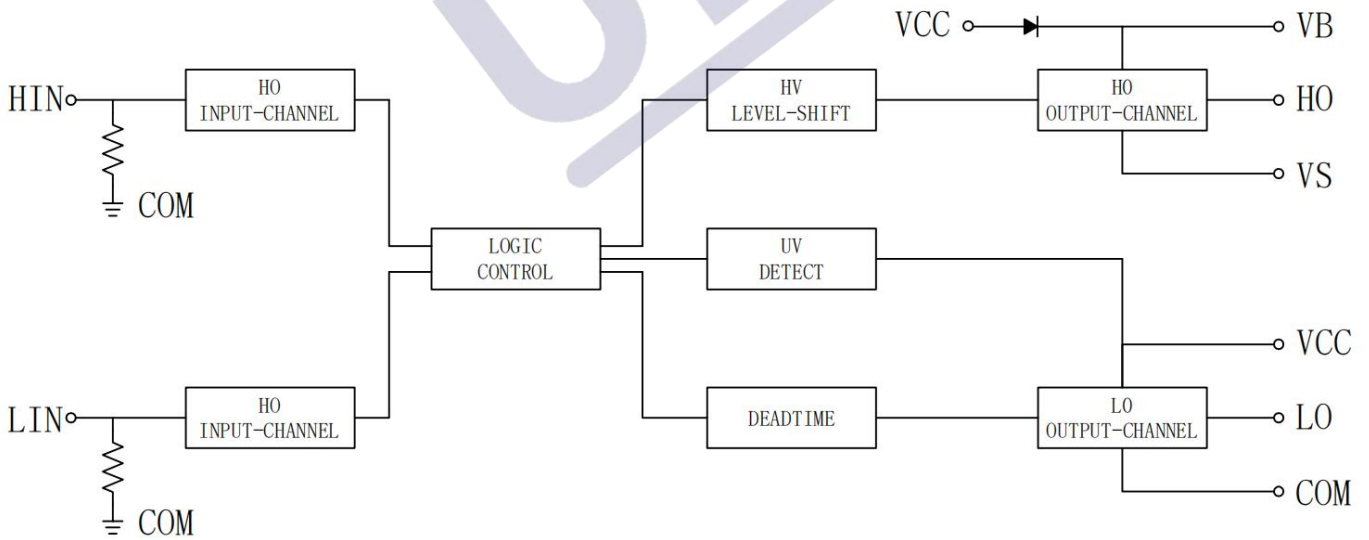 VCC
VB
HIN
HO
INPUT-CHANNEL
HV
LEVEL-SHIFT
HO
OUTPUT-CHANNEL
HO
COM
VS
LOGIC
CONTROL
UV
DETECT
VCC
LIN
HO
INPUT-CHANNEL
DEADTIME
LO
OUTPUT-CHANNEL
LO
COM
COM